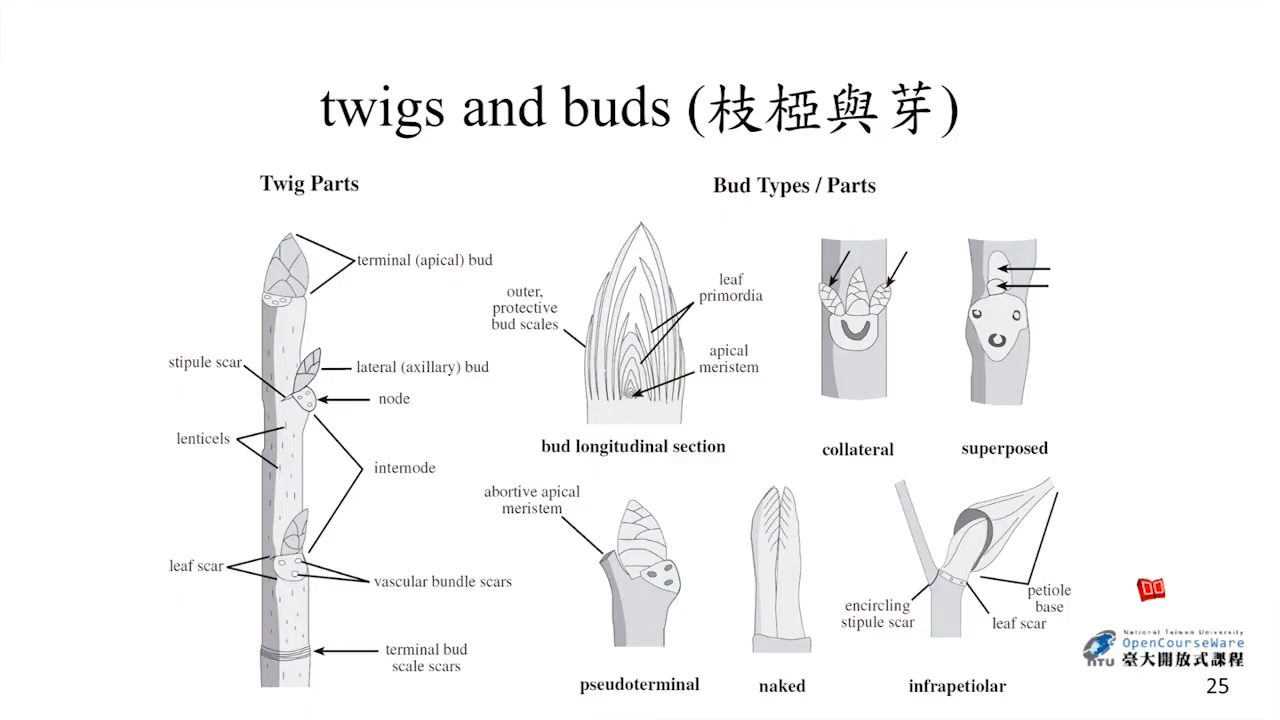 twigs and buds (枝椏與芽)
Twig Parts
terminal (apical) bud
stipule scar
lateral (axillary) bud
node
lenticels
internode
leaf scar
vascular bundle scars
terminal bud
scale scars
Bud Types / Parts
outer,
protective
bud scales
leaf
primordia
apical
meristem
bud longitudinal section
collateral
superposed
abortive apical
meristem
pseudoterminal
naked
encircling
stipule scar
petiole
base
leaf scar
infrapetiolar
National Taiwan University
OpenCourseWare
NTU 臺大開放式課程
25